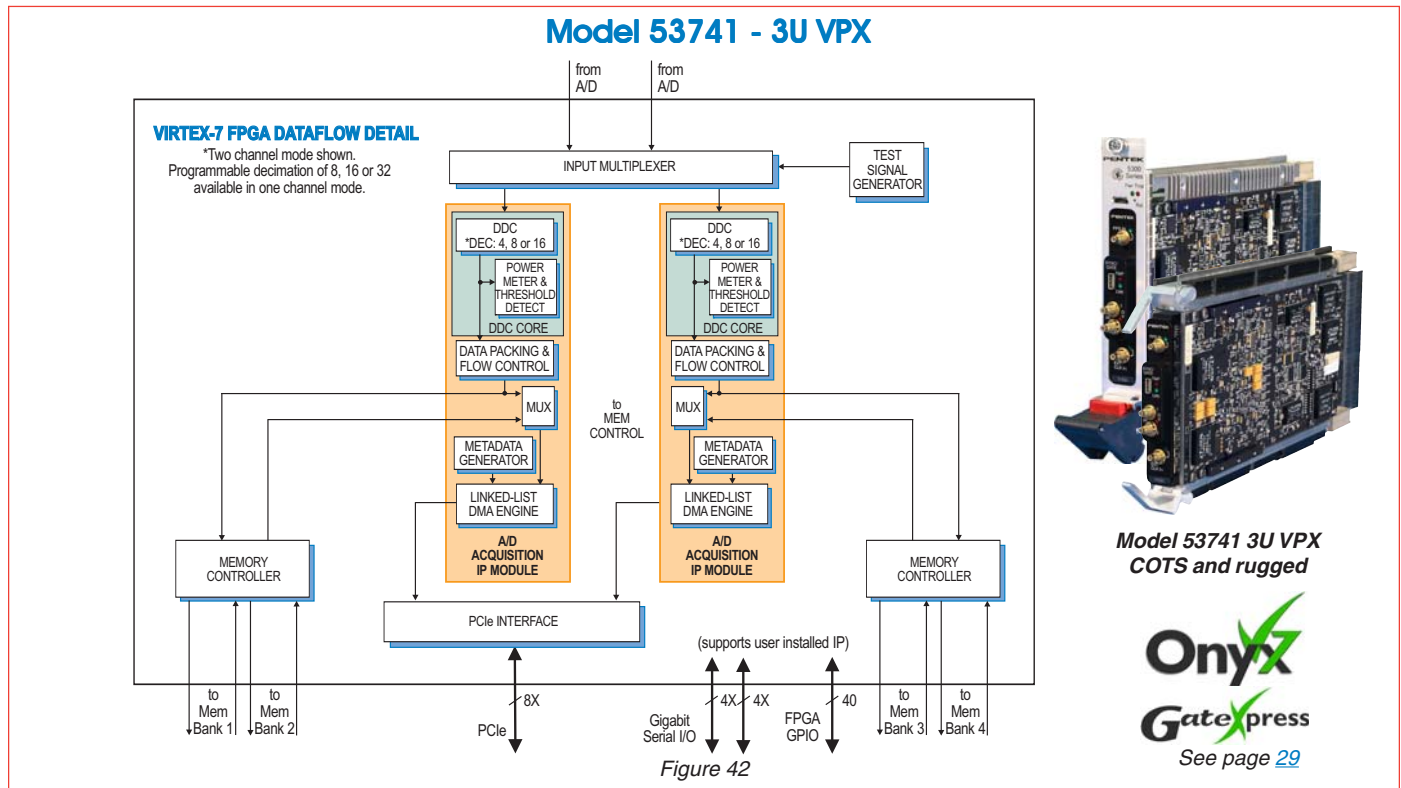 Model 53741 - 3U VPX
from
A/D
from
A/D
VIRTEX-7 FPGA DATAFLOW DETAIL
*Two channel mode shown.
Programmable decimation of 8, 16 or 32
available in one channel mode.
INPUT MULTIPLEXER
TEST
SIGNAL
GENERATOR
DDC
*DEC: 4, 8 or 16
POWER
METER &
THRESHOLD
DETECT
DDC CORE
DATA PACKING &
FLOW CONTROL
MUX
METADATA
GENERATOR
LINKED-LIST
DMA ENGINE
A/D
ACQUISITION
IP MODULE
to
MEM
CONTROL
DDC
*DEC: 4, 8 or 16
POWER
METER &
THRESHOLD
DETECT
DDC CORE
DATA PACKING &
FLOW CONTROL
MUX
METADATA
GENERATOR
LINKED-LIST
DMA ENGINE
A/D
ACQUISITION
IP MODULE
MEMORY
CONTROLLER
MEMORY
CONTROLLER
PCIe INTERFACE
(supports user installed IP)
to
Mem
Bank 1
to
Mem
Bank 2
8X
PCIe
4X
4X
Gigabit
Serial I/O
40
FPGA
GPIO
to
Mem
Bank 3
to
Mem
Bank 4
Figure 42
PENTEK
5300
Series
PENTEK
PENTEK
Model 53741 3U VPX
COTS and rugged
Onyx7
GateXpress
See page 29